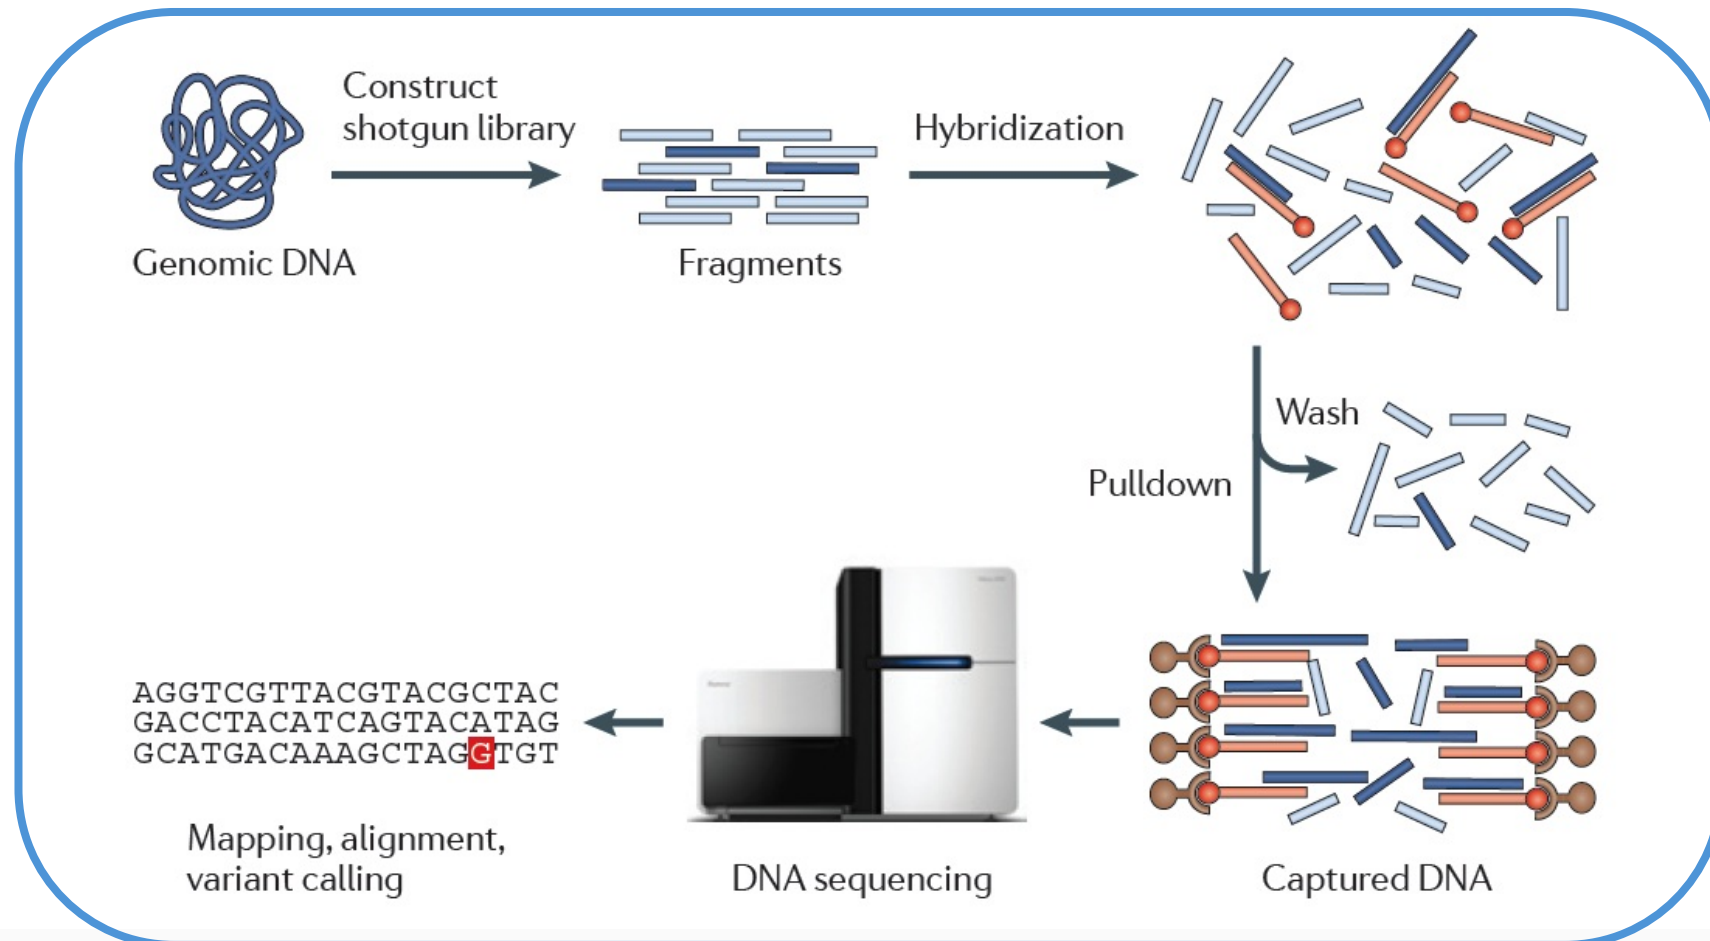 Construct
shotgun library
Genomic DNA
Fragments
Hybridization
Wash
Pulldown
Captured DNA
DNA sequencing
AGGTCGTTACGTACGCTAC
GACCTACATCAGTACATAG
GCATGACAAAGCTAGGTGT
Mapping, alignment,
variant calling